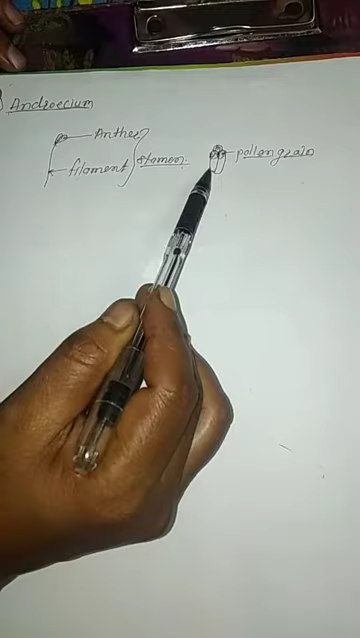 Androecium
Anther
filament
stamen.
pollen grain